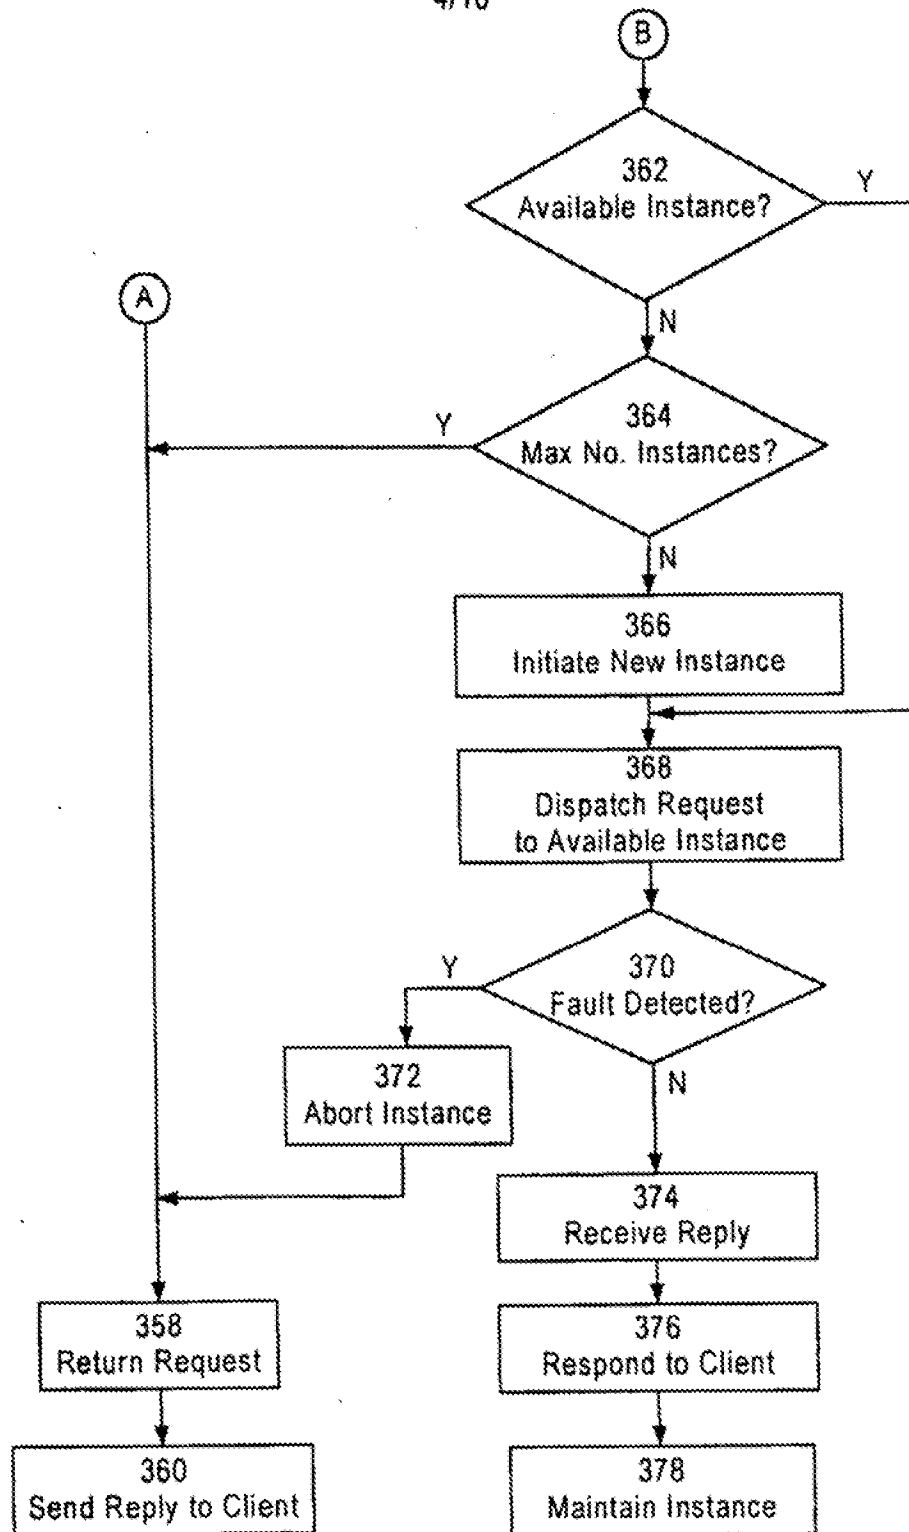 B
362
Available Instance?
Y
A
N
364
Max No. Instances?
Y
N
366
Initiate New Instance
368
Dispatch Request
to Available Instance
370
Fault Detected?
Y
N
372
Abort Instance
374
Receive Reply
358
Return Request
376
Respond to Client
360
Send Reply to Client
378
Maintain Instance